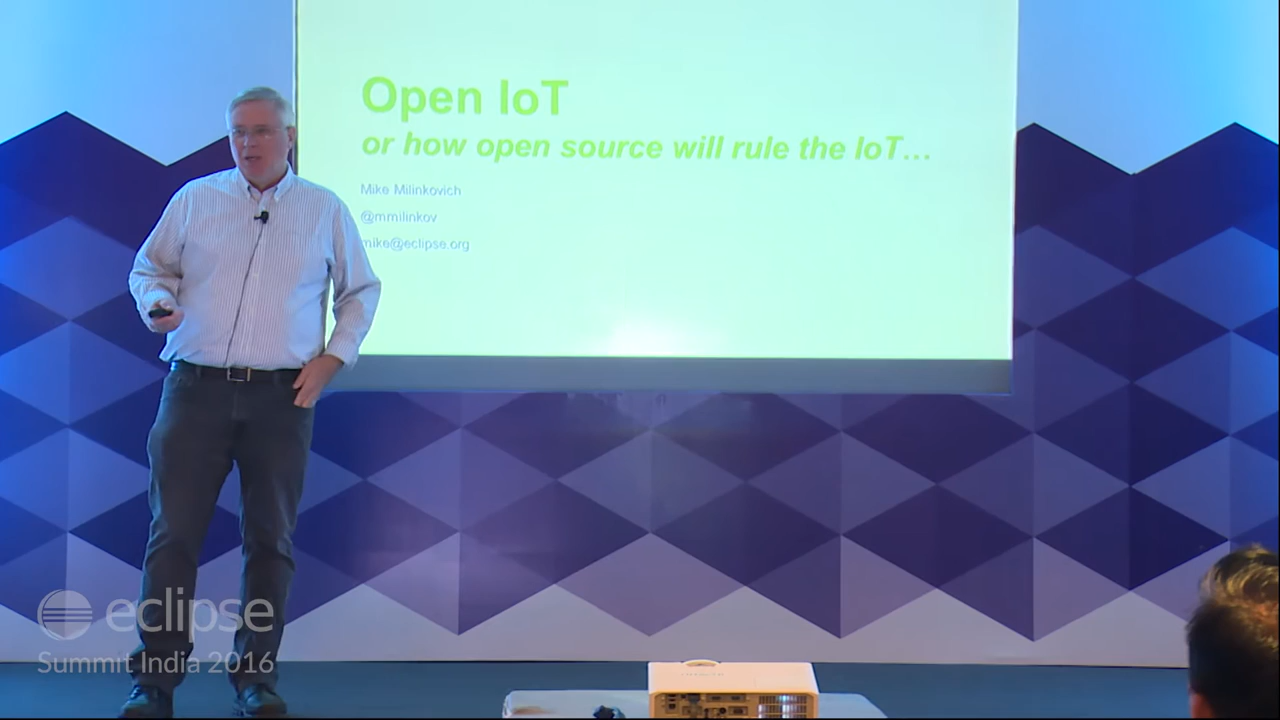 Open IoT
or how open source will rule the IoT...
Mike Milinkovich
@mmilinkov
mike@eclipse.org
eclipse
Summit India 2016